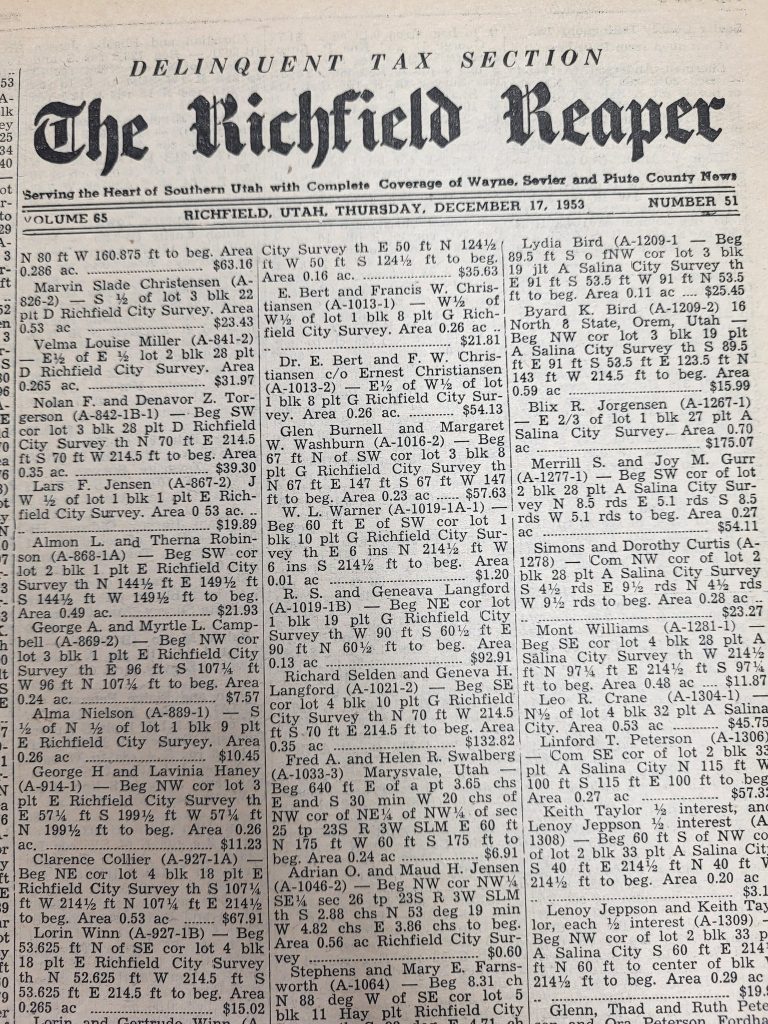 DELINQUENT TAX SECTION
The Richfield Reaper
Serving the Heart of Southern Utah with Complete Coverage of Wayne, Sevier and Piute County News
VOLUME 65 RICHFIELD, UTAH, THURSDAY, DECEMBER 17, 1953 NUMBER 51
N 80 ft W 160.875 ft to beg. Area
0.286 ac. $63.16
Marvin Slade Christensen (A-
826-2) — S ½ of lot 3 blk 22
plt D Richfield City Survey. Area
0.53 ac $23.43
Velma Louise Miller (A-841-2)
— E½ of E ½ lot 2 blk 28 plt
D Richfield City Survey. Area
0.265 ac. $31.97
Nolan F. and Denavor Z. Tor-
gerson (A-842-1B-1) — Beg SW
cor lot 3 blk 28 plt D Richfield
City Survey th N 70 ft E 214.5
ft S 70 ft W 214.5 ft to beg. Area
0.35 ac. $39.30
Lars F. Jensen (A-867-2) J
W ½ of lot 1 blk 1 plt E Rich-
field City Survey. Area 0 53 ac. ..
$19.89
Almon L. and Therna Robin-
son (A-868-1A) — Beg SW cor
lot 2 blk 1 plt E Richfield City
Survey th N 144½ ft E 149½ ft
S 144½ ft W 149½ ft to beg.
Area 0.49 ac. $21.93
George A. and Myrtle L. Camp-
bell (A-869-2) — Beg NW cor
lot 3 blk 1 plt E Richfield City
Survey th E 96 ft S 107¼ ft
W 96 ft N 107¼ ft to beg. Area
0.24 ac. $7.57
Alma Nielson (A-889-1) — S
½ of N ½ of lot 1 blk 9 plt
E Richfield City Survey. Area
0.26 ac. $10.45
George H and Lavinia Haney
(A-914-1) — Beg NW cor lot 3
plt E Richfield City Survey th
E 57¼ ft S 199½ ft W 57¼ ft
N 199½ ft to beg. Area 0.26
ac. $11.23
Clarence Collier (A-927-1A) —
Beg NE cor lot 4 blk 18 plt E
Richfield City Survey th S 107¼
ft W 214½ ft N 107¼ ft E 214½
to beg. Area 0.53 ac. $67.91
Lorin Winn (A-927-1B) — Beg
53.625 ft N of SE cor lot 4 blk
18 plt E Richfield City Survey
th N 52.625 ft W 214.5 ft S
53.625 ft E 214.5 ft to beg. Area
0.265 ac $15.02
Lorin and Gertrude Winn (A-
City Survey th E 50 ft N 124½
ft W 50 ft S 124½ ft to beg.
Area 0.16 ac. $35.63
E. Bert and Francis W. Chris-
tiansen (A-1013-1) — W½ of
W½ of lot 1 blk 8 plt G Rich-
field City Survey. Area 0.26 ac ..
$21.81
Dr. E. Bert and F. W. Chris-
tiansen c/o Ernest Christiansen
(A-1013-2) — E½ of W½ of lot
1 blk 8 plt G Richfield City Sur-
vey. Area 0.26 ac. $54.13
Glen Burnell and Margaret
W. Washburn (A-1016-2) — Beg
67 ft N of SW cor lot 3 blk 8
plt G Richfield City Survey th
N 67 ft E 147 ft S 67 ft W 147
ft to beg. Area 0.23 ac $57.63
W. L. Warner (A-1019-1A-1) —
Beg 60 ft E of SW cor lot 1
blk 10 plt G Richfield City Sur-
vey th E 6 ins N 214½ ft W
6 ins S 214½ ft to beg. Area
0.01 ac $1.20
R. S. and Geneava Langford
(A-1019-1B) — Beg NE cor lot
1 blk 19 plt G Richfield City
Survey th W 90 ft S 60½ ft E
90 ft N 60½ ft to beg. Area
0.13 ac $92.91
Richard Selden and Geneva H.
Langford (A-1021-2) — Beg SE
cor lot 4 blk 10 plt G Richfield
City Survey th N 70 ft W 214.5
ft S 70 ft E 214.5 ft to beg. Area
0.35 ac $132.82
Fred A. and Helen R. Swalberg
(A-1033-3) Marysvale, Utah —
Beg 640 ft E of a pt 3.65 chs
E and S 30 min W 20 chs of
NW cor of NE¼ of NW¼ of sec
25 tp 23S R 3W SLM E 60 ft
N 175 ft W 60 ft S 175 ft to
beg. Area 0.24 ac $6.91
Adrian O. and Maud H. Jensen
(A-1046-2) — Beg NW cor NW¼
SE¼ sec 26 tp 23S R 3W SLM
th S 2.88 chs N 53 deg 19 min
W 4.82 chs E 3.86 chs to beg.
Area 0.56 ac Richfield City Sur-
vey $0.60
Stephens and Mary E. Farns-
worth (A-1064) — Beg 8.31 ch
N 88 deg W of SE cor lot 5
blk 11 Hay plt Richfield City
Lydia Bird (A-1209-1 — Beg
89.5 ft S o fNW cor lot 3 blk
19 jlt A Salina City Survey th
E 91 ft S 53.5 ft W 91 ft N 53.5
ft to beg. Area 0.11 ac $25.45
Byard K. Bird (A-1209-2) 16
North 8 State, Orem, Utah —
Beg NW cor lot 3 blk 19 plt
A Salina City Survey th S 89.5
ft E 91 ft S 53.5 ft E 123.5 ft N
143 ft W 214.5 ft to beg. Area
0.59 ac $15.99
Blix R. Jorgensen (A-1267-1)
— E 2/3 of lot 1 blk 27 plt A
Salina City Survey. Area 0.70
ac $175.07
Merrill S. and Joy M. Gurr
(A-1277-1) — Beg SW cor of lot
2 blk 28 plt A Salina City Sur-
vey N 8.5 rds E 5.1 rds S 8.5
rds W 5.1 rds to beg. Area 0.27
ac $54.11
Simons and Dorothy Curtis (A-
1278) — Com NW cor of lot 2
blk 28 plt A Salina City Survey
S 4½ rds E 9½ rds N 4½ rds
W 9½ rds to beg. Area 0.28 ac ..
$23.27
Mont Williams (A-1281-1) —
Beg SE cor lot 4 blk 28 plt A
Salina City Survey th W 214½
ft N 97¼ ft E 214½ ft S 97¼
ft to beg. Area 0.48 ac $11.87
Leo R. Crane (A-1304-1) —
N½ of lot 4 blk 32 plt A Salina
City. Area 0.53 ac $45.75
Linford T. Peterson (A-1306)
— Com SE cor of lot 2 blk 33
plt A Salina City N 115 ft W
100 ft S 115 ft E 100 ft to beg.
Area 0.27 ac $57.3
Keith Taylor ½ interest, and
Lenoy Jeppson ½ interest (A-
1308) — Beg 60 ft S of NW cor
of lot 2 blk 33 plt A Salina City
S 40 ft E 214½ ft N 40 ft W
214½ ft to beg. Area 0.20 ac
$3.1
Lenoy Jeppson and Keith Tay-
lor, each ½ interest (A-1309) —
Beg NW cor of lot 2 blk 33 p
A Salina City S 60 ft E 214½
ft N 60 ft to center of blk W
214½ ft to beg. Area 0.29 ac
$19.
Glenn, Thad and Ruth Pete